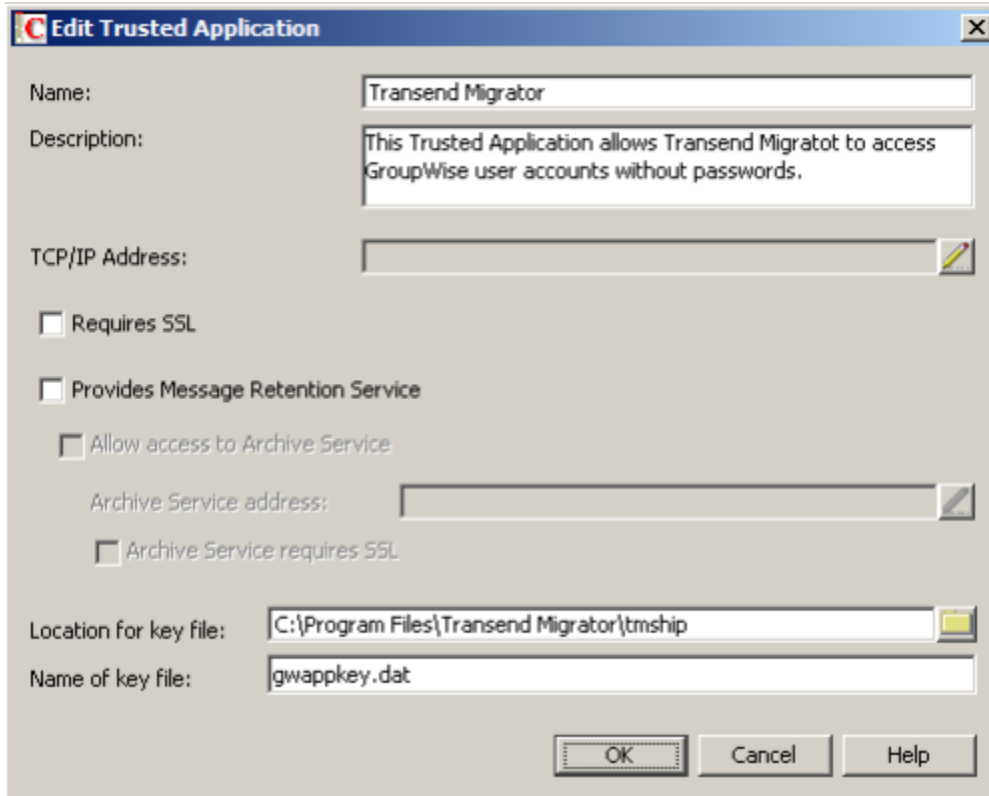 Edit Trusted Application
Name:
Transend Migrator
Description:
This Trusted Application allows Transend Migratot to access
GroupWise user accounts without passwords.
TCP/IP Address:
Requires SSL
Provides Message Retention Service
Allow access to Archive Service
Archive Service address:
Archive Service requires SSL
Location for key file:
C:\Program Files\Transend Migrator\tmship
Name of key file:
gwappkey.dat
OK
Cancel
Help